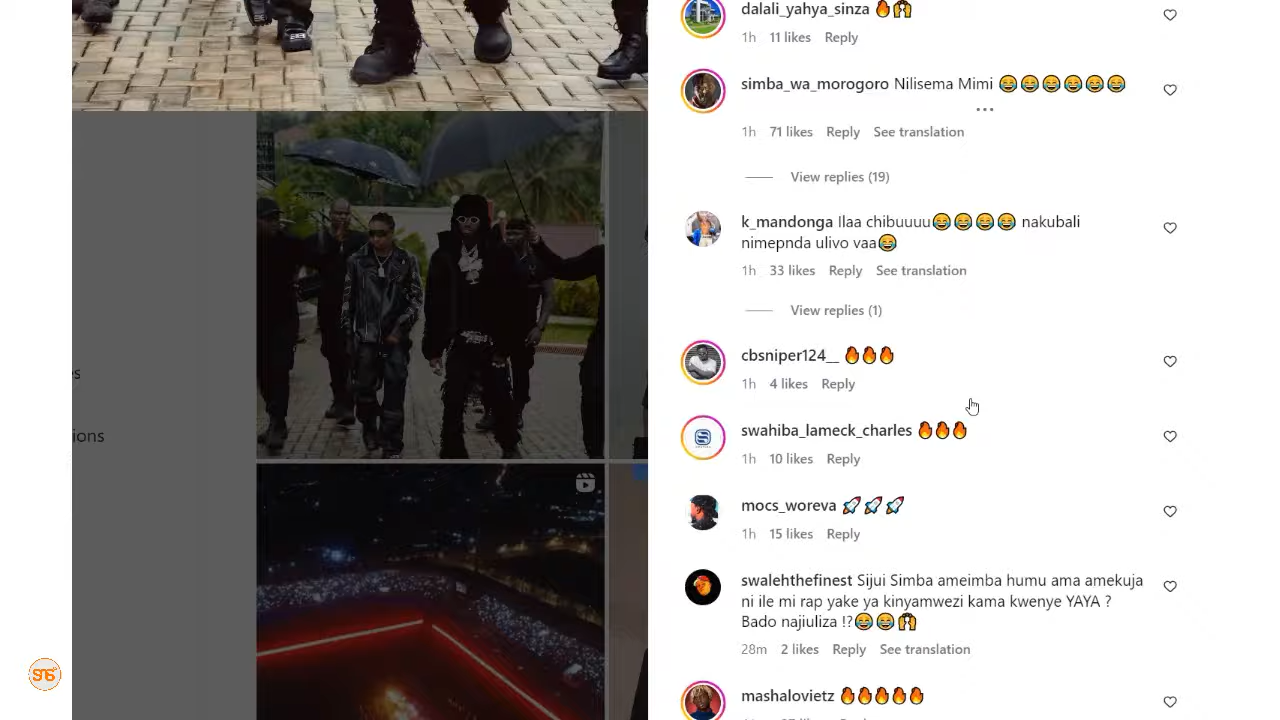 dalali_yahya_sinza 🔥🙌
1h 11 likes Reply
simba_wa_morogoro Nilisema Mimi 😂😂😂😂😂😂
1h 71 likes Reply See translation
View replies (19)
k_mandonga Ilaa chibuuuu😂😂😂😂 nakubali
nimepnda ulivo vaa😂
1h 33 likes Reply See translation
View replies (1)
cbsniper124__ 🔥🔥🔥
1h 4 likes Reply
es
ions
swahiba_lameck_charles 🔥🔥🔥
1h 10 likes Reply
mocs_woreva 🚀🚀🚀
1h 15 likes Reply
swalehthefinest Sijui Simba ameimba humu ama amekuja
ni ile mi rap yake ya kinyamwezi kama kwenye YAYA ?
Bado najiuliza !?😂😂🙌
28m 2 likes Reply See translation
mashalovietz 🔥🔥🔥🔥🔥